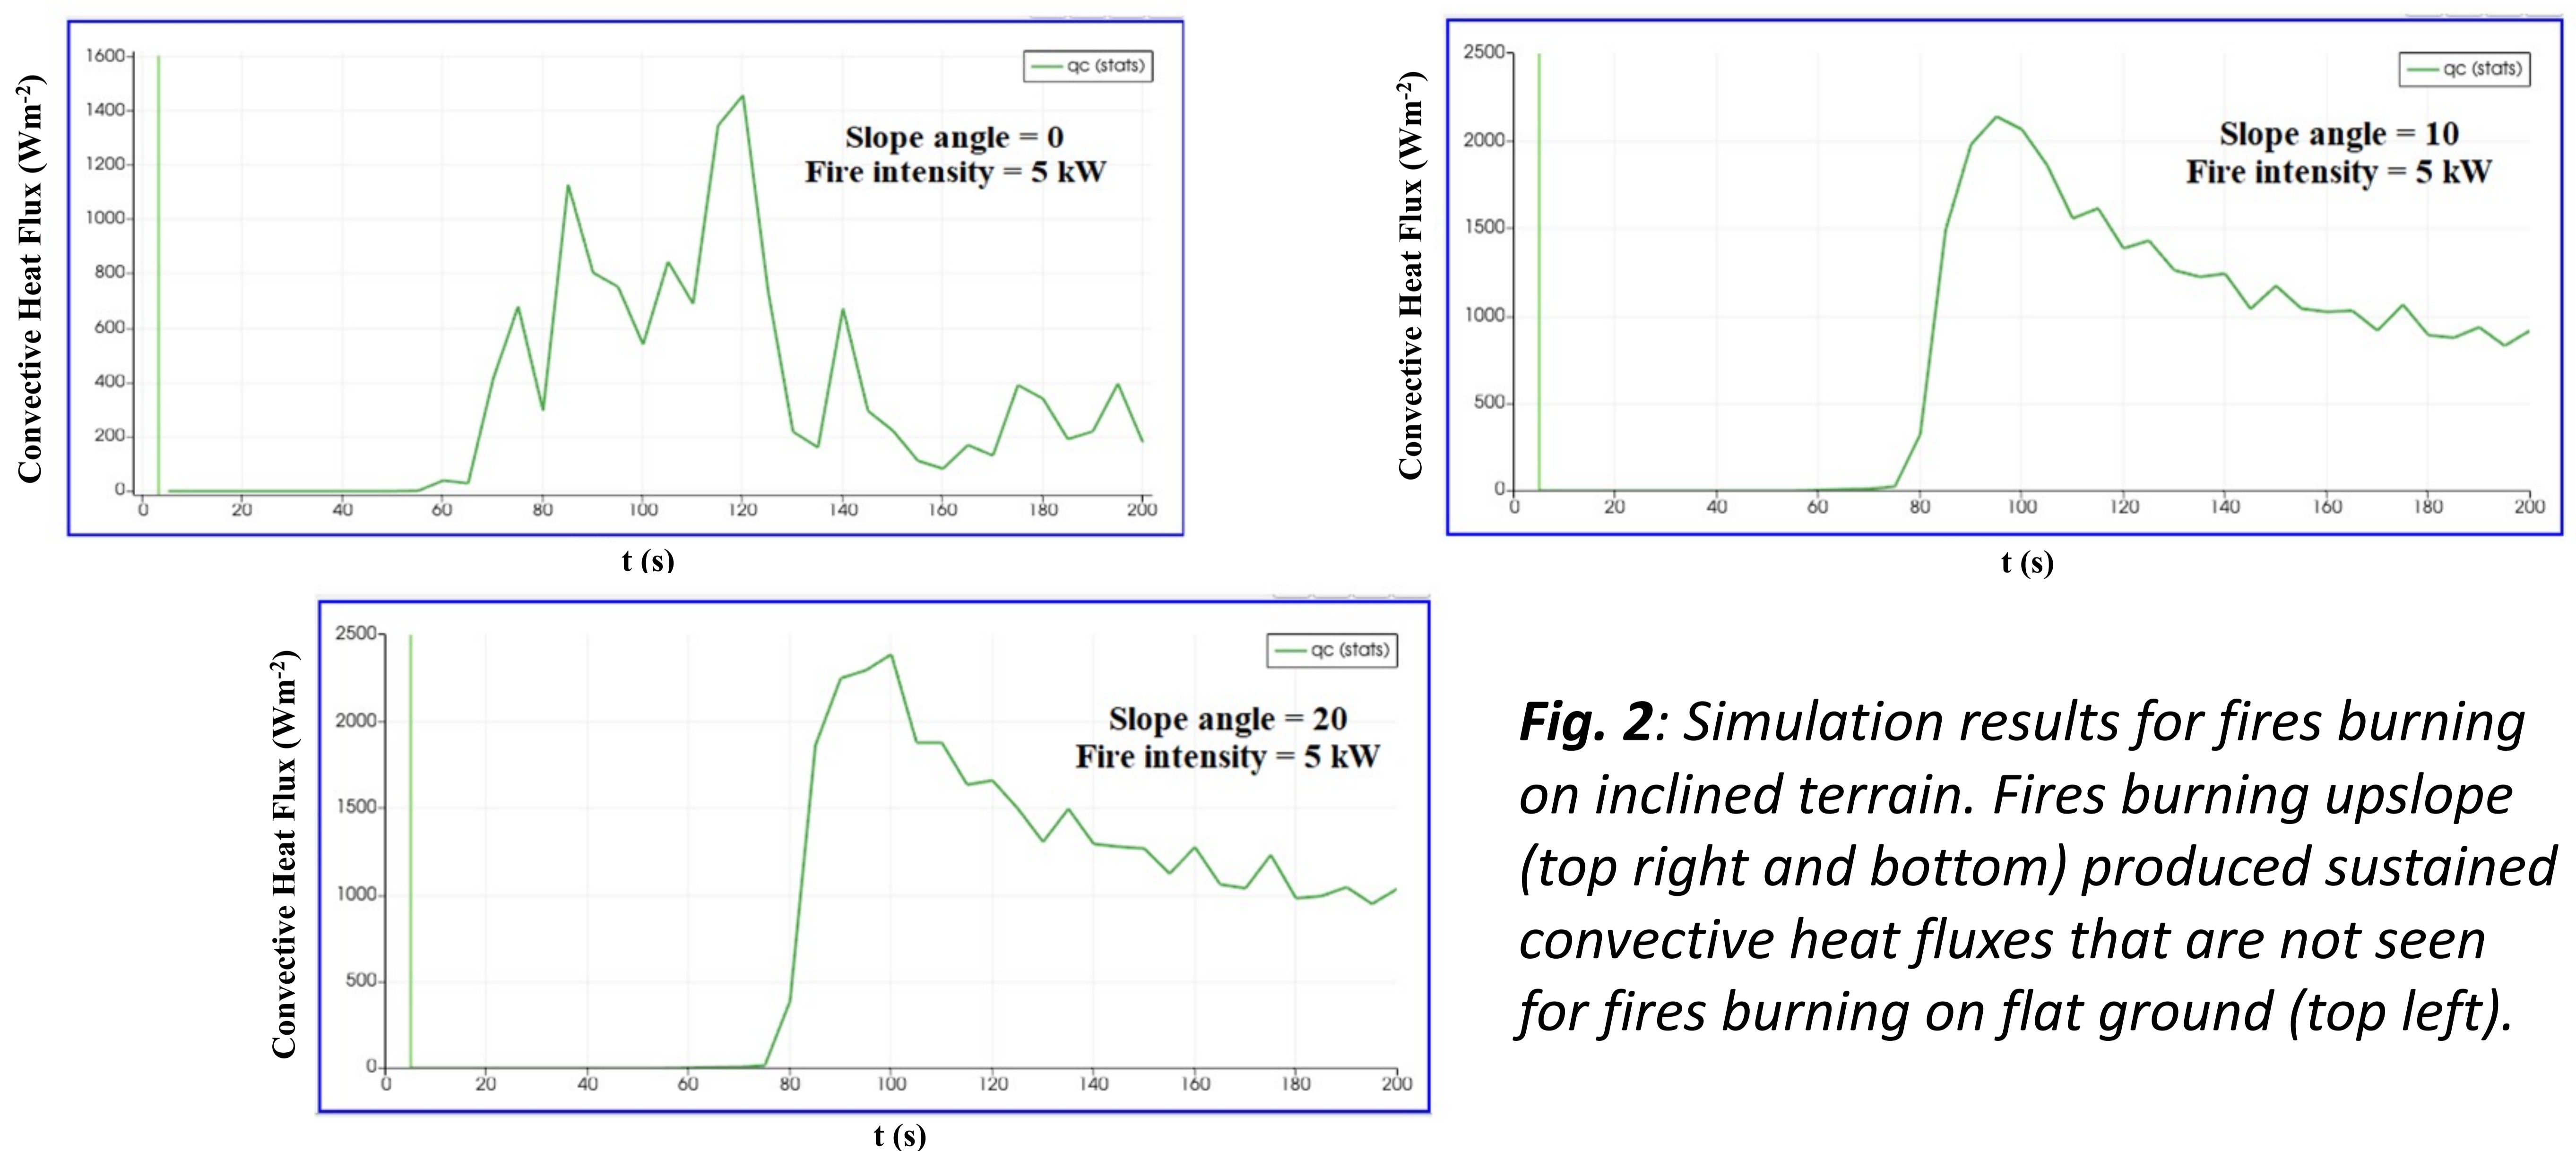 Convective Heat Flux (Wm⁻²)
1600
1400
1200
1000
800
600
400
200
0
0 20 40 60 80 100 120 140 160 180 200
qc (stats)
Slope angle = 0
Fire intensity = 5 kW
t (s)
Convective Heat Flux (Wm⁻²)
2500
2000
1500
1000
500
0
0 20 40 60 80 100 120 140 160 180 200
qc (stats)
Slope angle = 10
Fire intensity = 5 kW
t (s)
Convective Heat Flux (Wm⁻²)
2500
2000
1500
1000
500
0
0 20 40 60 80 100 120 140 160 180 200
qc (stats)
Slope angle = 20
Fire intensity = 5 kW
t (s)
Fig. 2: Simulation results for fires burning
on inclined terrain. Fires burning upslope
(top right and bottom) produced sustained
convective heat fluxes that are not seen
for fires burning on flat ground (top left).